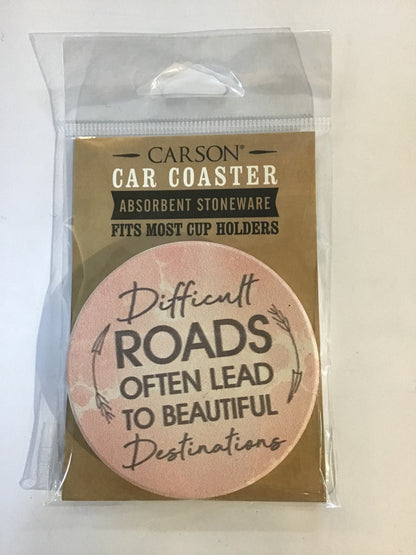 CARSON®
CAR COASTER
ABSORBENT STONEWARE
FITS MOST CUP HOLDERS
Difficult
ROADS
OFTEN LEAD
TO BEAUTIFUL
Destinations